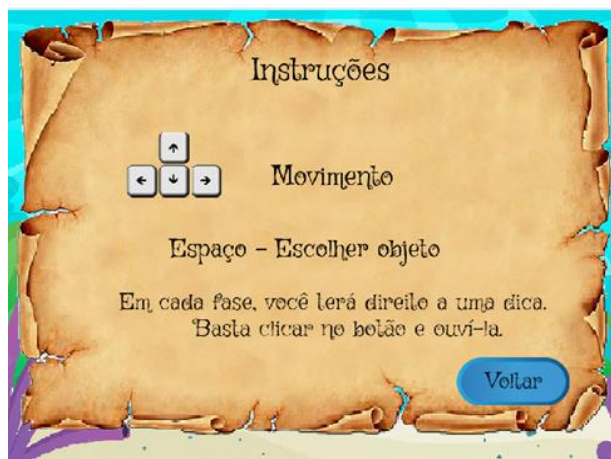 Instruções
Movimento
Espaço - Escolher objeto
Em cada fase, você terá direito a uma dica.
Basta clicar no botão e ouví-la.
Voltar